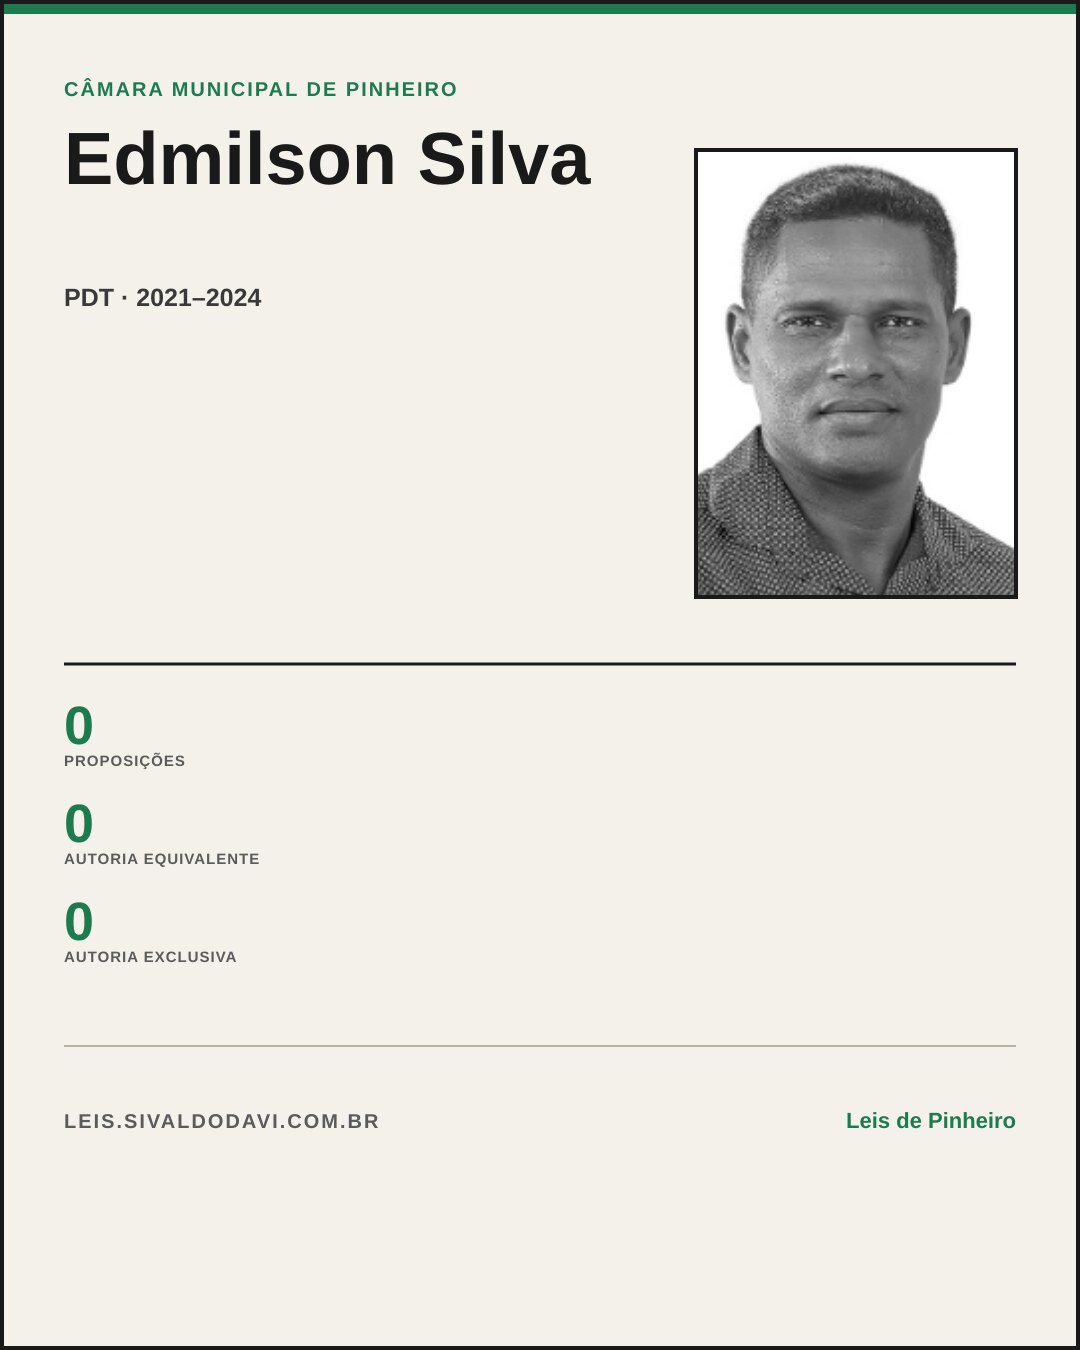 CÂMARA MUNICIPAL DE PINHEIRO
Edmilson Silva
PDT · 2021–2024
0
PROPOSIÇÕES
0
AUTORIA EQUIVALENTE
0
AUTORIA EXCLUSIVA
LEIS.SIVALDODAVI.COM.BR
Leis de Pinheiro